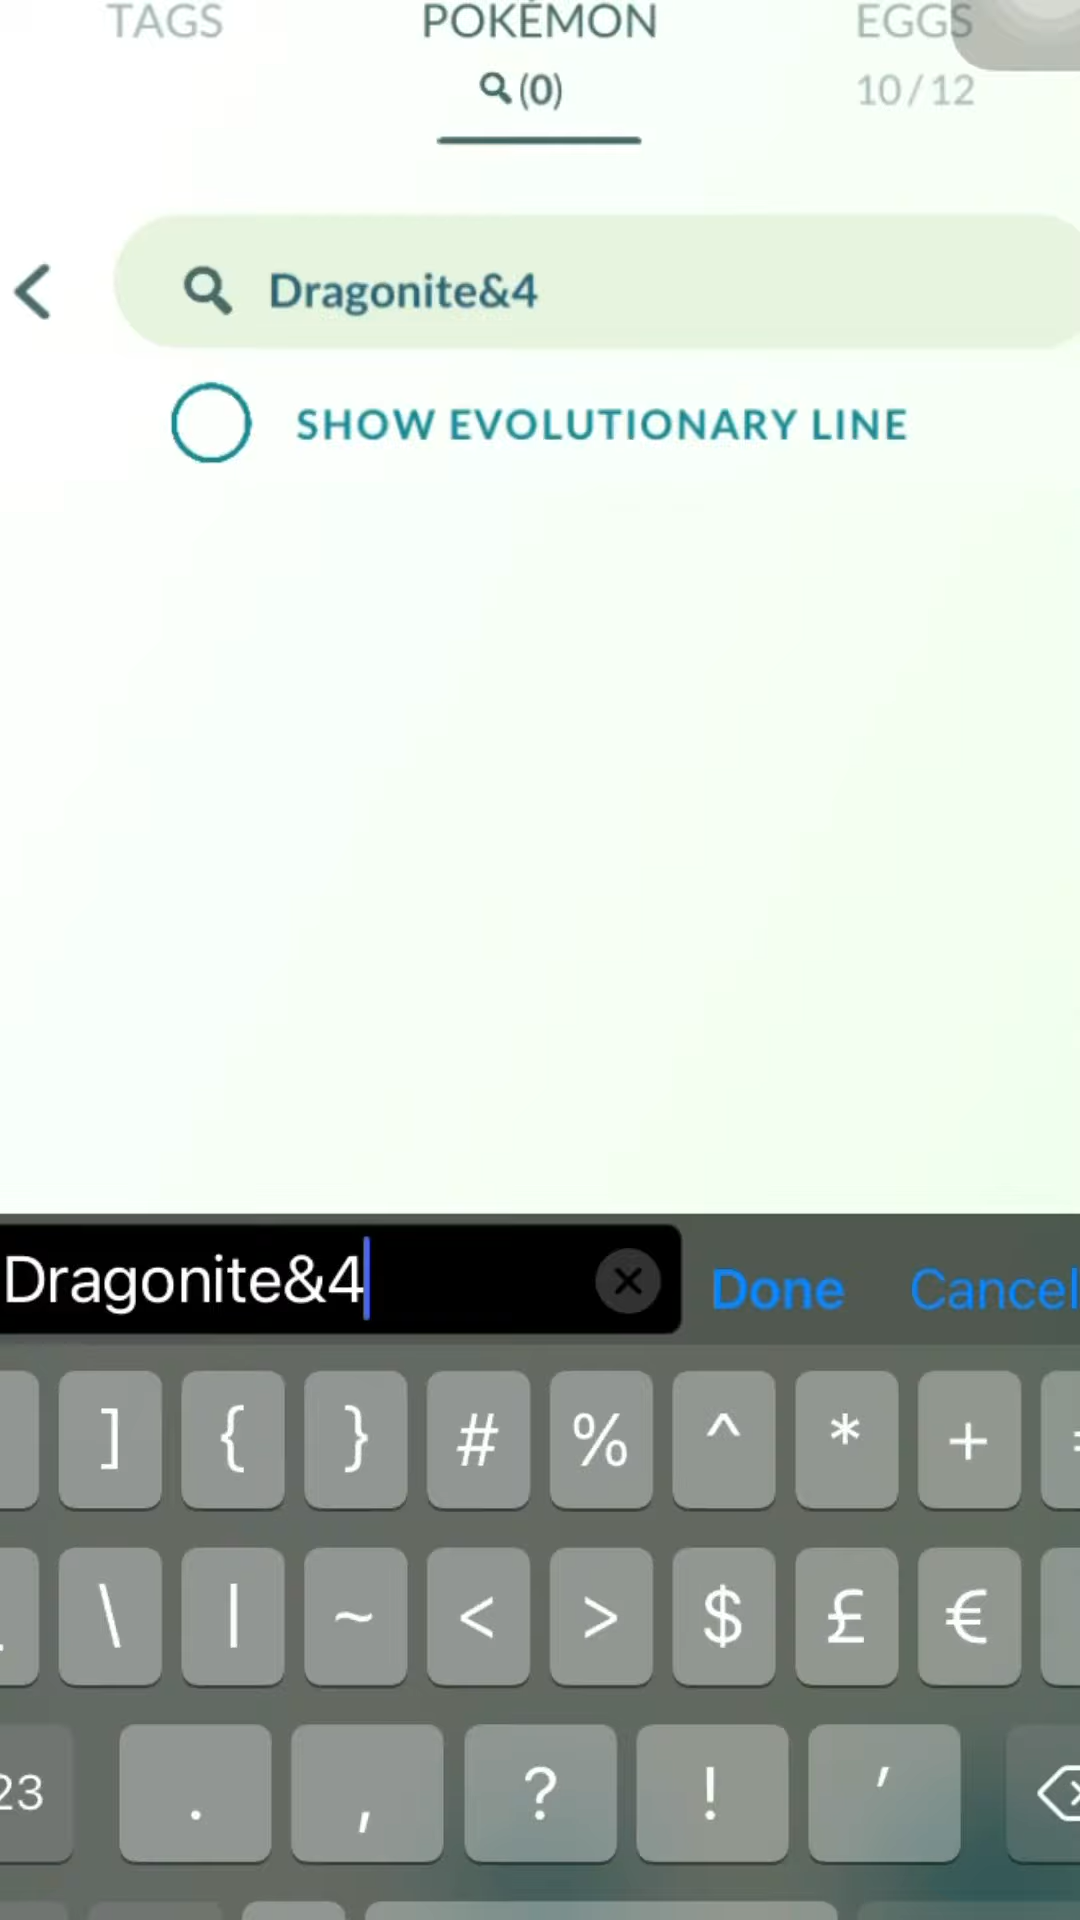 TAGS POKÉMON EGGS
(0) 10/12
Dragonite&4
SHOW EVOLUTIONARY LINE
Dragonite&4 Done Cancel
] { } # % ^ * +
\ | ~ < > $ £ €
23 . , ? ! '